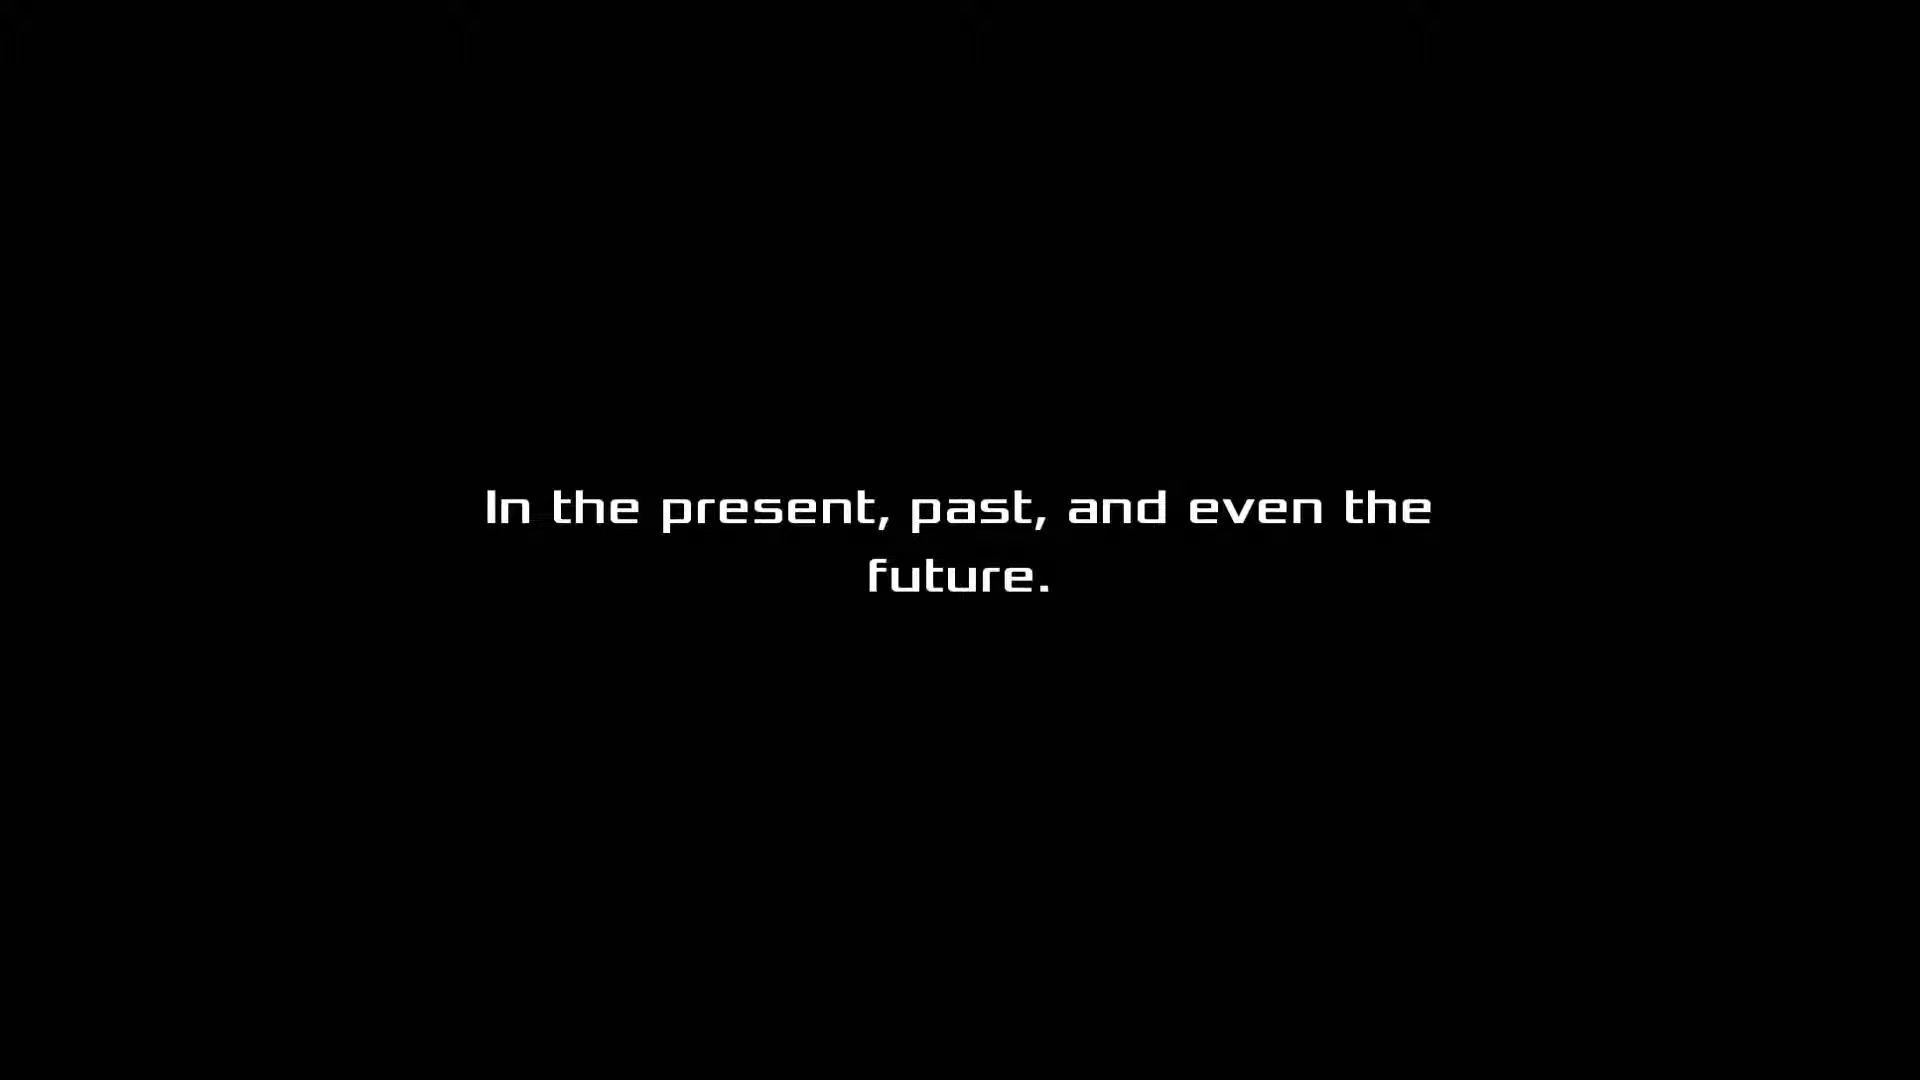 In the present, past, and even the
future.